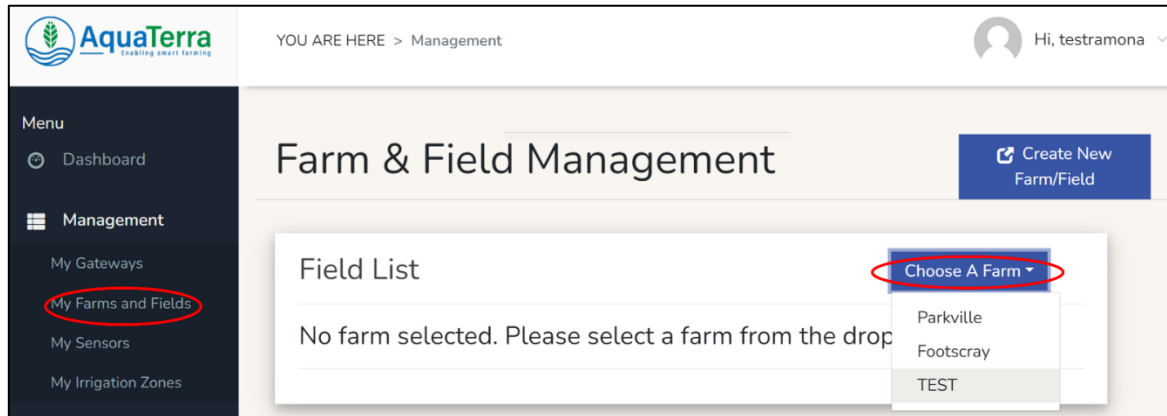 AquaTerra
Enabling smart farming
YOU ARE HERE > Management
Hi, testramona
Menu
Dashboard
Management
My Gateways
My Farms and Fields
My Sensors
My Irrigation Zones
Farm & Field Management
Create New
Farm/Field
Field List
Choose A Farm
No farm selected. Please select a farm from the drop
Parkville
Footscray
TEST